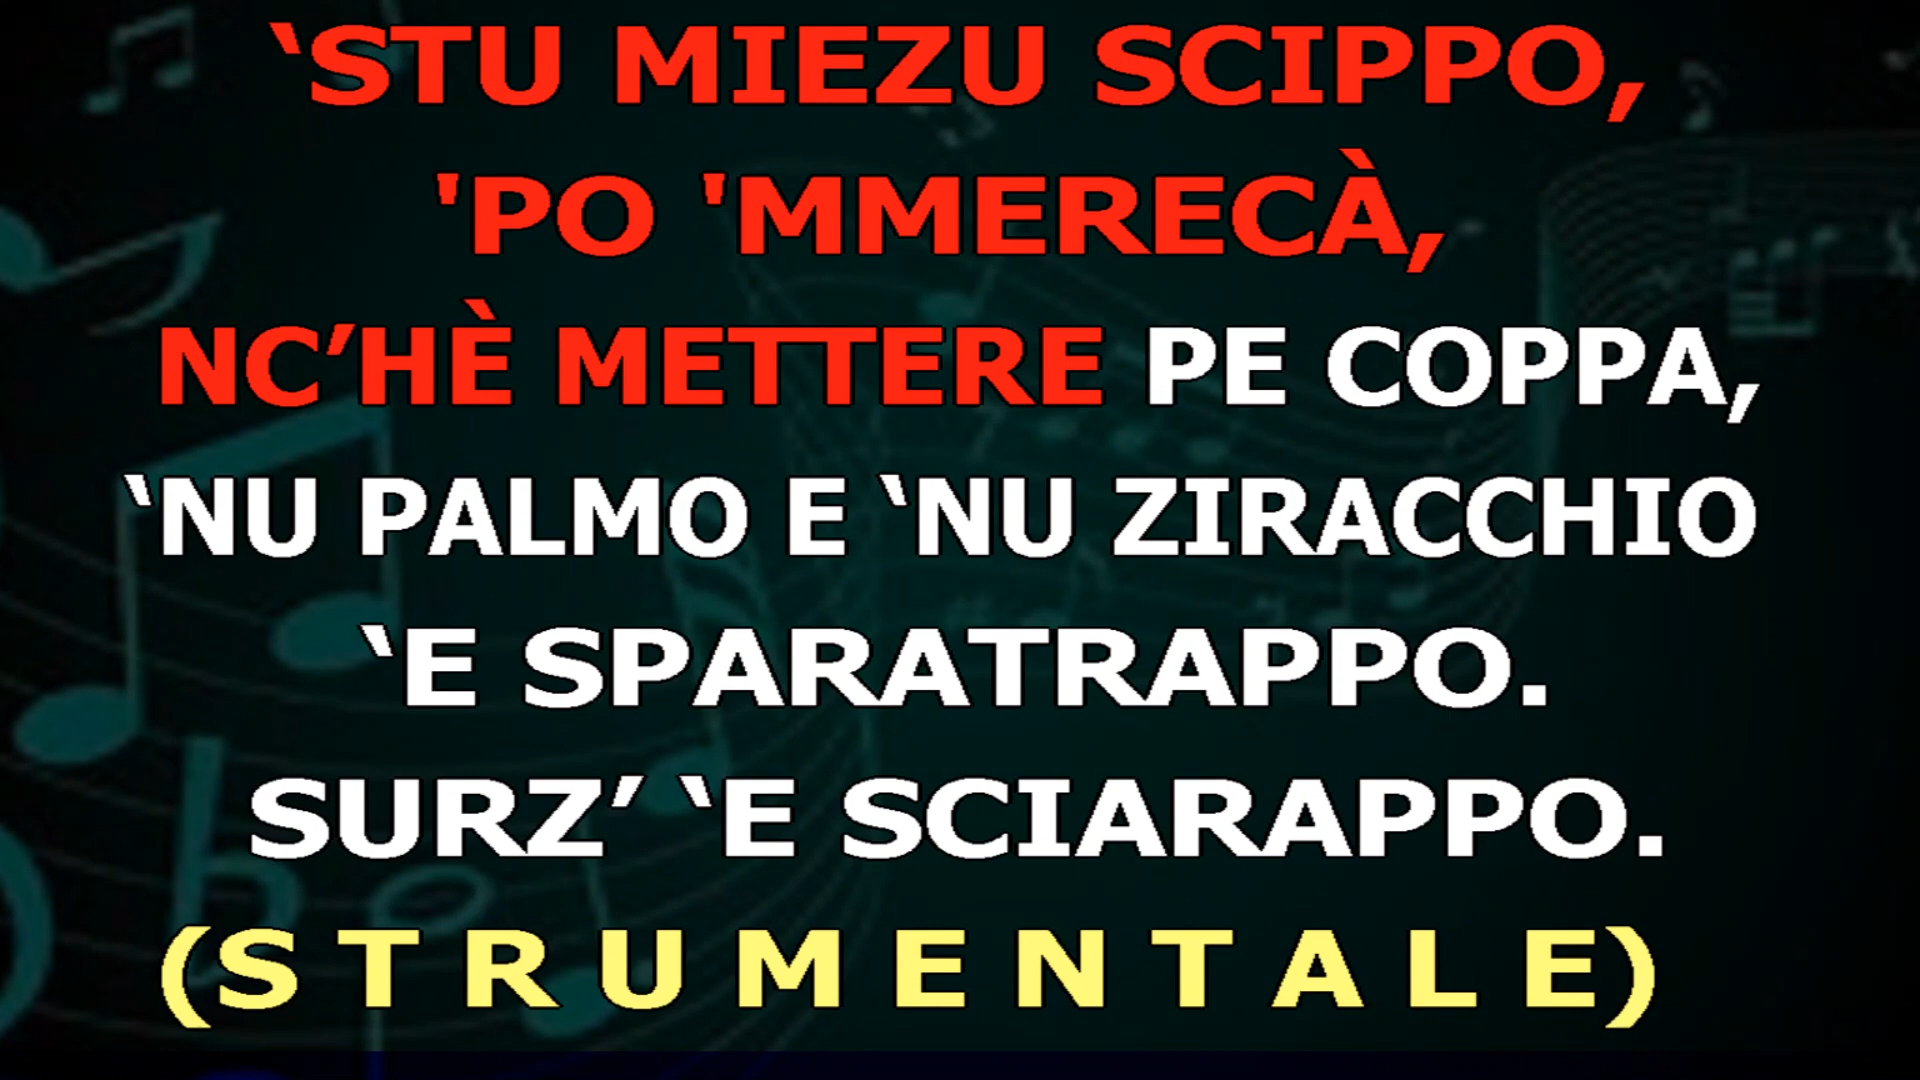 ‘STU MIEZU SCIPPO,
'PO 'MMERECÀ,
NC’HÈ METTERE PE COPPA,
‘NU PALMO E ‘NU ZIRACCHIO
‘E SPARATRAPPO.
SURZ’ ‘E SCIARAPPO.
(S T R U M E N T A L E)